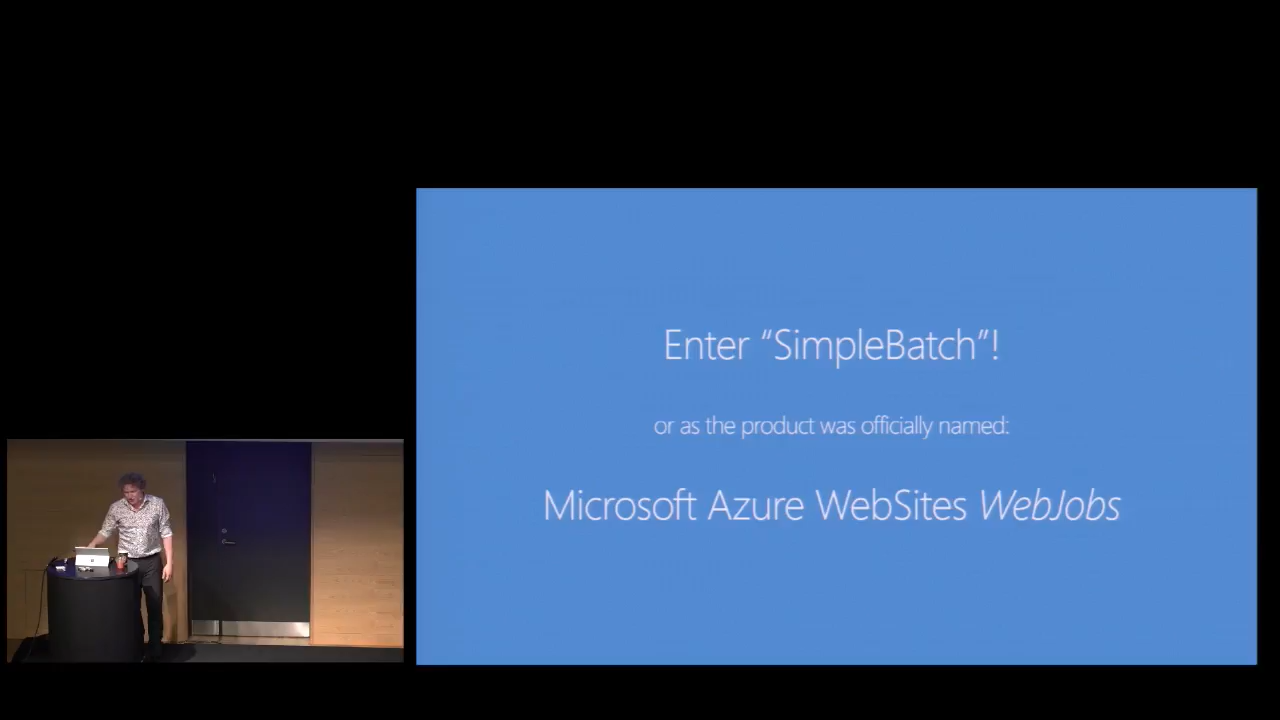 Enter “SimpleBatch”!
or as the product was officially named:
Microsoft Azure WebSites WebJobs